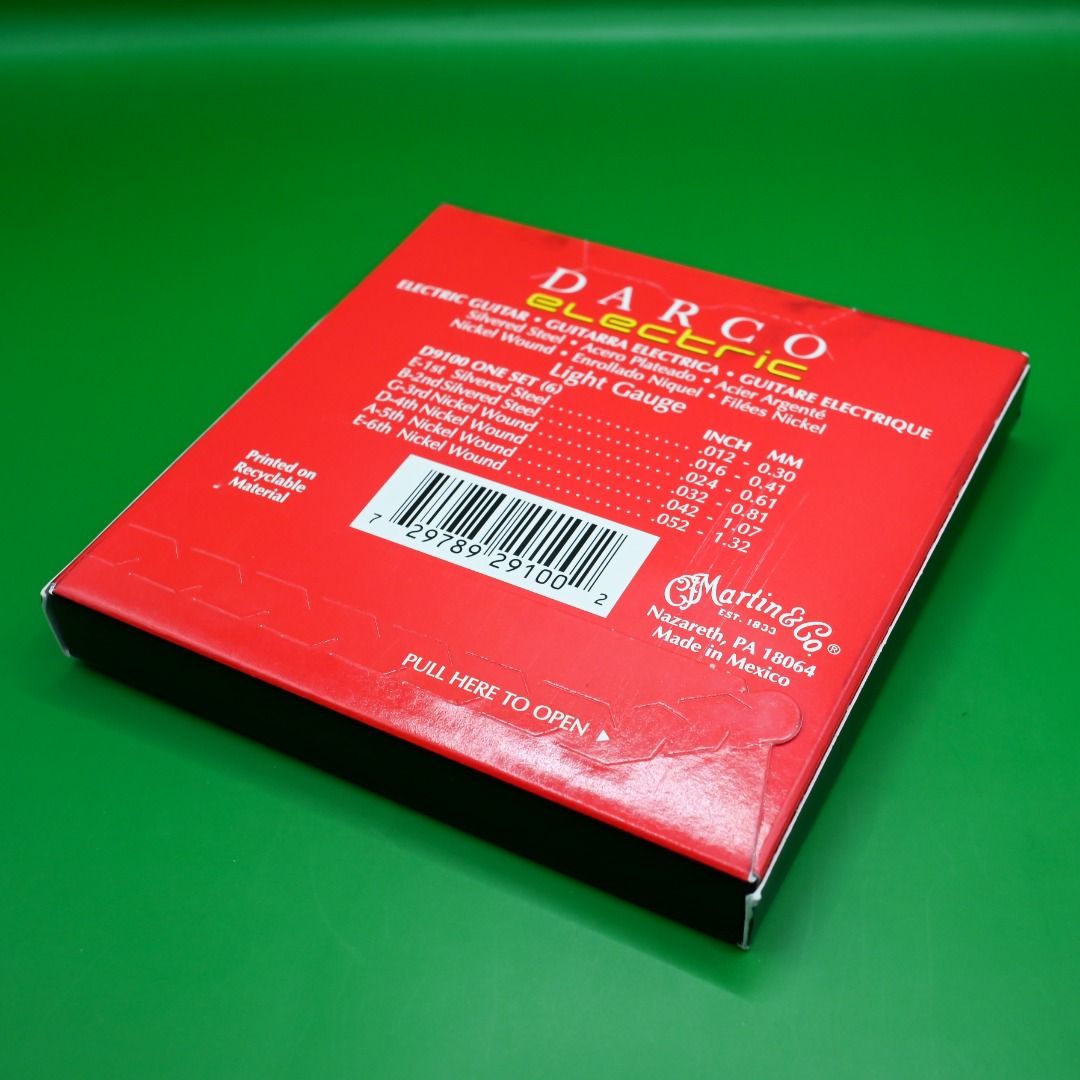 DARCO
electric
ELECTRIC GUITAR • GUITARRA ELECTRICA • GUITARE ELECTRIQUE
Silvered Steel • Acero Plateado • Acier Argenté
Nickel Wound • Enrollado Niquel • Filées Nickel
Light Gauge
D9100 ONE SET (6) INCH MM
E-1st Silvered Steel .012 - 0.30
B-2nd Silvered Steel .016 - 0.41
G-3rd Nickel Wound .024 - 0.61
D-4th Nickel Wound .032 - 0.81
A-5th Nickel Wound .042 - 1.07
E-6th Nickel Wound .052 - 1.32
Printed on
Recyclable
Material
7 29789 29100 2
CF Martin & Co ®
EST. 1833
Nazareth, PA 18064
Made in Mexico
PULL HERE TO OPEN ▶